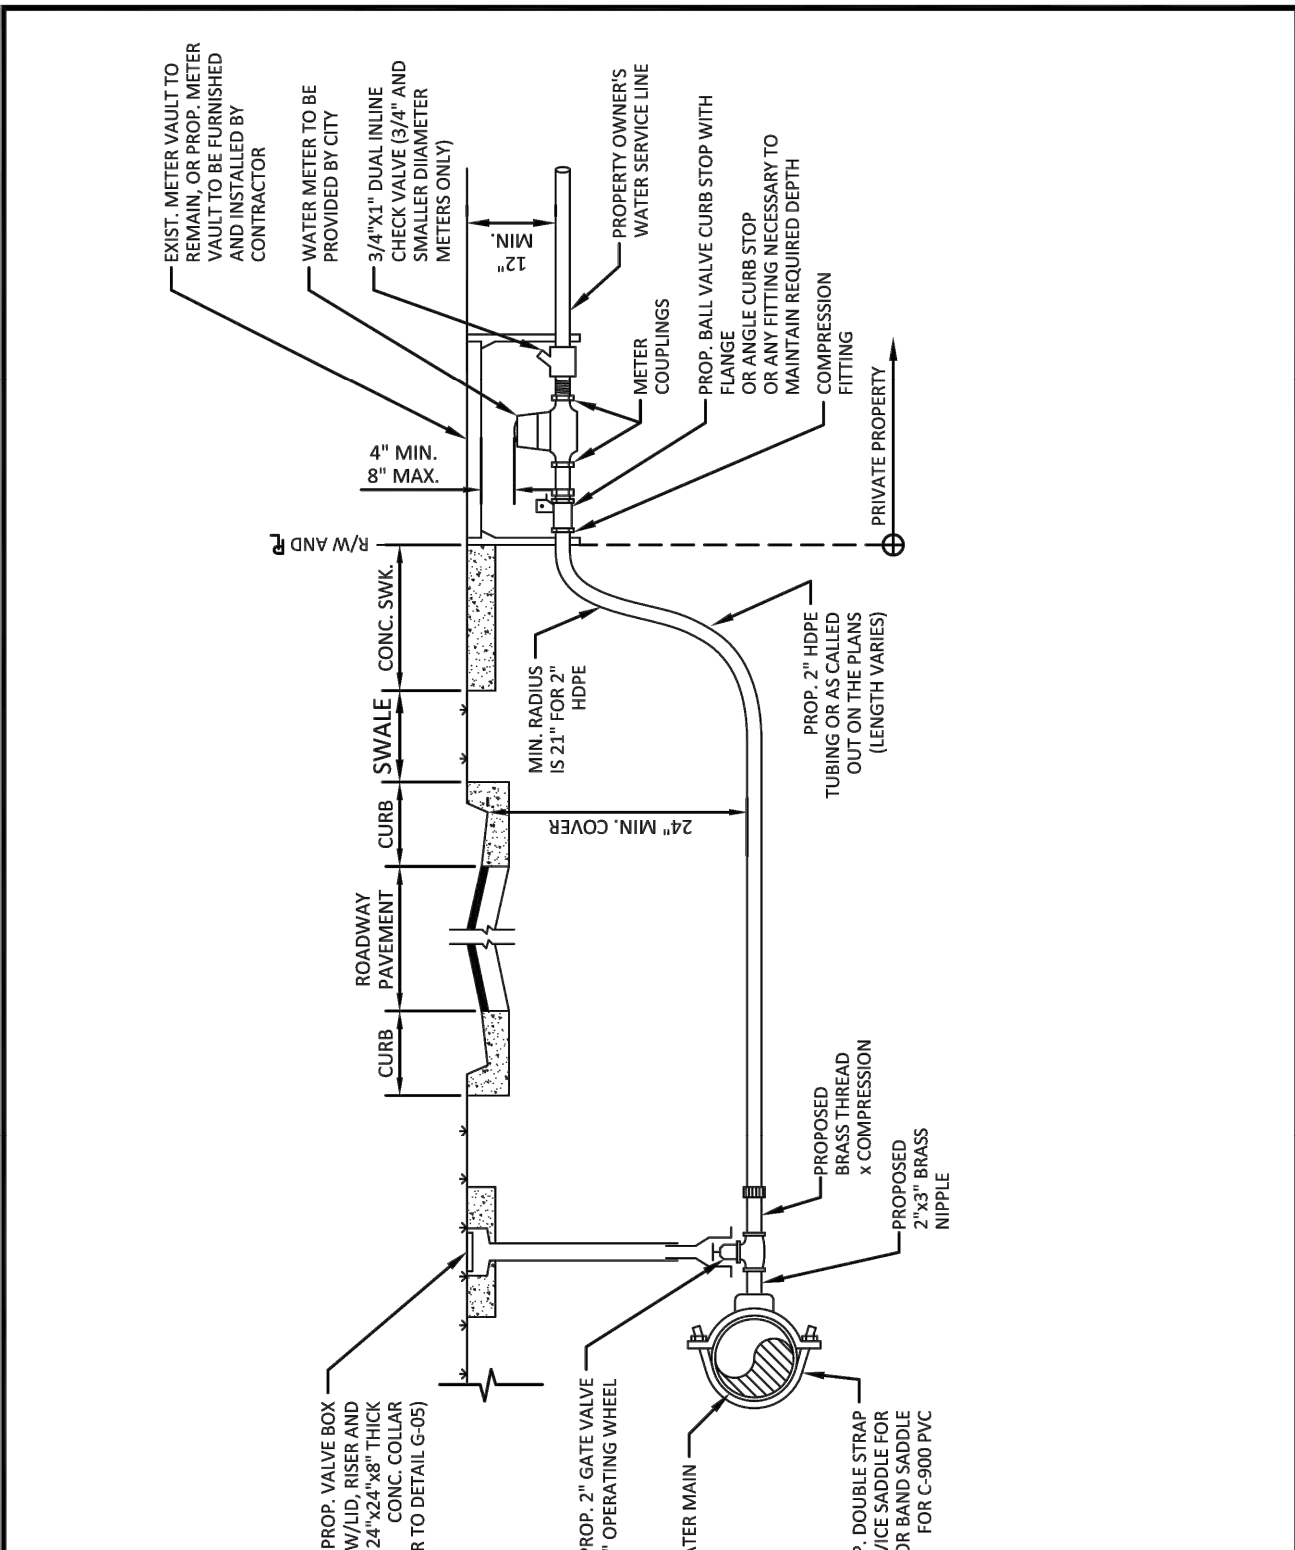 EXIST. METER VAULT TO
REMAIN, OR PROP. METER
VAULT TO BE FURNISHED
AND INSTALLED BY
CONTRACTOR
WATER METER TO BE
PROVIDED BY CITY
3/4"X1" DUAL INLINE
CHECK VALVE (3/4" AND
SMALLER DIIAMETER
METERS ONLY)
12"
MIN.
PROPERTY OWNER'S
WATER SERVICE LINE
METER
COUPLINGS
PROP. BALL VALVE CURB STOP WITH
FLANGE
OR ANGLE CURB STOP
OR ANY FITTING NECESSARY TO
MAINTAIN REQUIRED DEPTH
COMPRESSION
FITTING
4" MIN.
8" MAX.
PRIVATE PROPERTY
R/W AND PL
CONC. SWK.
SWALE
CURB
ROADWAY
PAVEMENT
CURB
MIN. RADIUS
IS 21" FOR 2"
HDPE
24" MIN. COVER
PROP. 2" HDPE
TUBING OR AS CALLED
OUT ON THE PLANS
(LENGTH VARIES)
PROPOSED
BRASS THREAD
x COMPRESSION
PROPOSED
2"x3" BRASS
NIPPLE
PROP. VALVE BOX
W/LID, RISER AND
24"x24"x8" THICK
CONC. COLLAR
R TO DETAIL G-05)
ROP. 2" GATE VALVE
" OPERATING WHEEL
ATER MAIN
P. DOUBLE STRAP
VICE SADDLE FOR
OR BAND SADDLE
FOR C-900 PVC